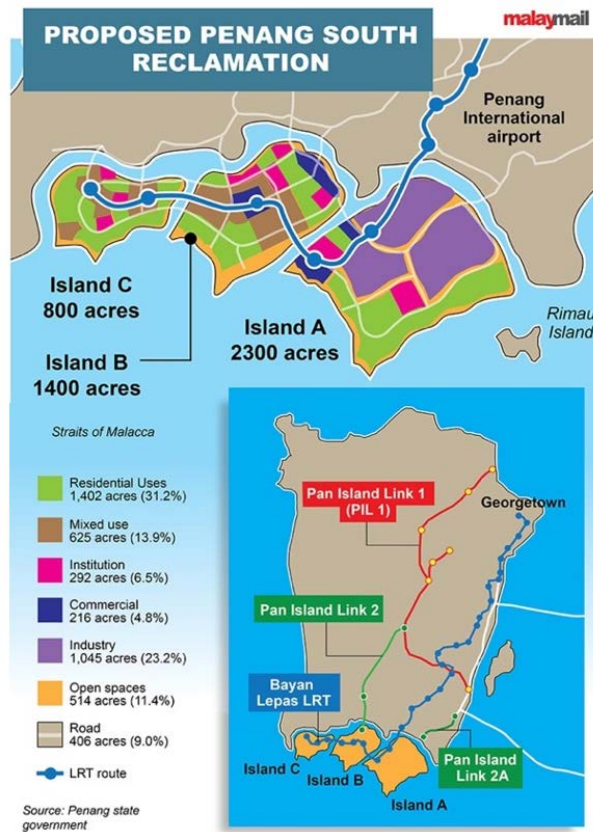 malaymail
PROPOSED PENANG SOUTH
RECLAMATION
Penang
International
airport
Island C
800 acres
Island B
1400 acres
Island A
2300 acres
Rimau
Island
Straits of Malacca
Residential Uses
1,402 acres (31.2%)
Mixed use
625 acres (13.9%)
Institution
292 acres (6.5%)
Commercial
216 acres (4.8%)
Industry
1,045 acres (23.2%)
Open spaces
514 acres (11.4%)
Road
406 acres (9.0%)
LRT route
Source: Penang state
government
Georgetown
Pan Island Link 1
(PIL 1)
Pan Island Link 2
Bayan
Lepas LRT
Island C
Island B
Island A
Pan Island
Link 2A